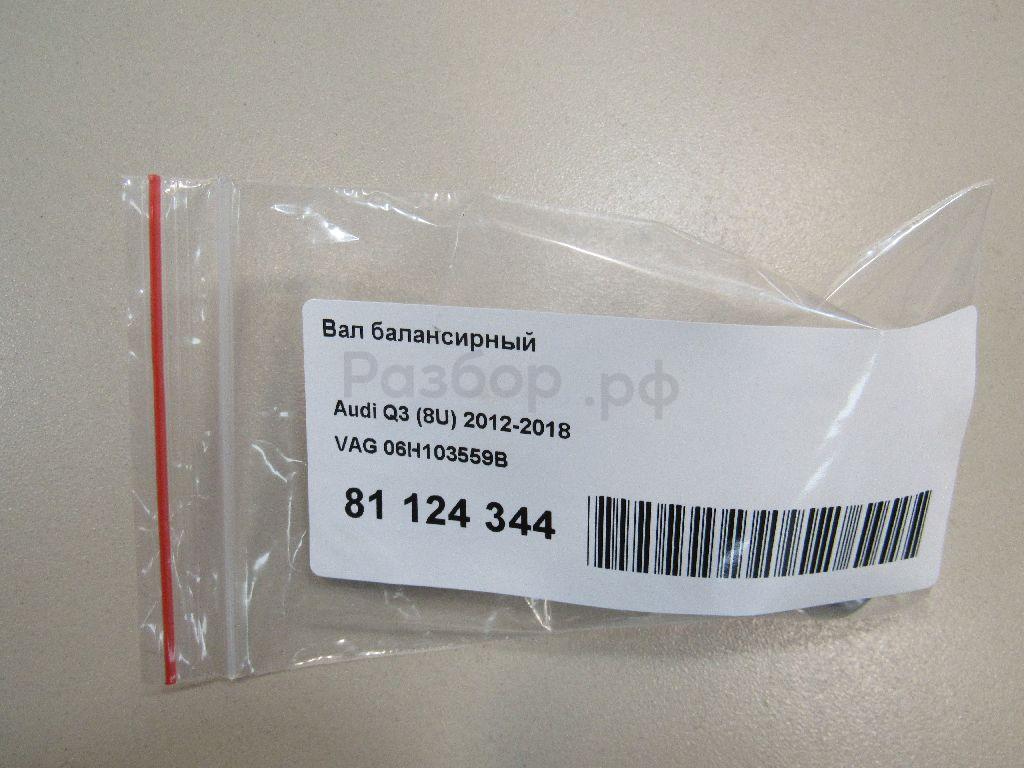 Вал балансирный
Разбор.рф
Audi Q3 (8U) 2012-2018
VAG 06H103559B
81 124 344